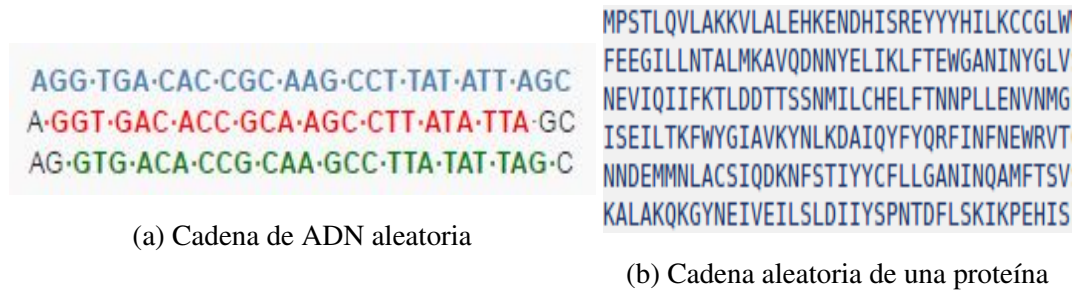 AGG·TGA·CAC·CGC·AAG·CCT·TAT·ATT·AGC
A·GGT·GAC·ACC·GCA·AGC·CTT·ATA·TTA·GC
AG·GTG·ACA·CCG·CAA·GCC·TTA·TAT·TAG·C
(a) Cadena de ADN aleatoria
MPSTLQVLAKKVLALEHKENDHISREYYYHILKCCGLW
FEEGILLNTALMKAVQDNNYELIKLFTEWGANINYGLV
NEVIQIIFKTLDDTTSSNMILCHELFTNNPLLENVNMG
ISEILTKFWYGIAVKYNLKDAIQYFYQRFINFNEWRVT
NNDEMMNLACSIQDKNFSTIYYCFLLGANINQAMFTSV
KALAKQKGYNEIVEILSLDIIYSPNTDFLSKIKPEHIS
(b) Cadena aleatoria de una proteína